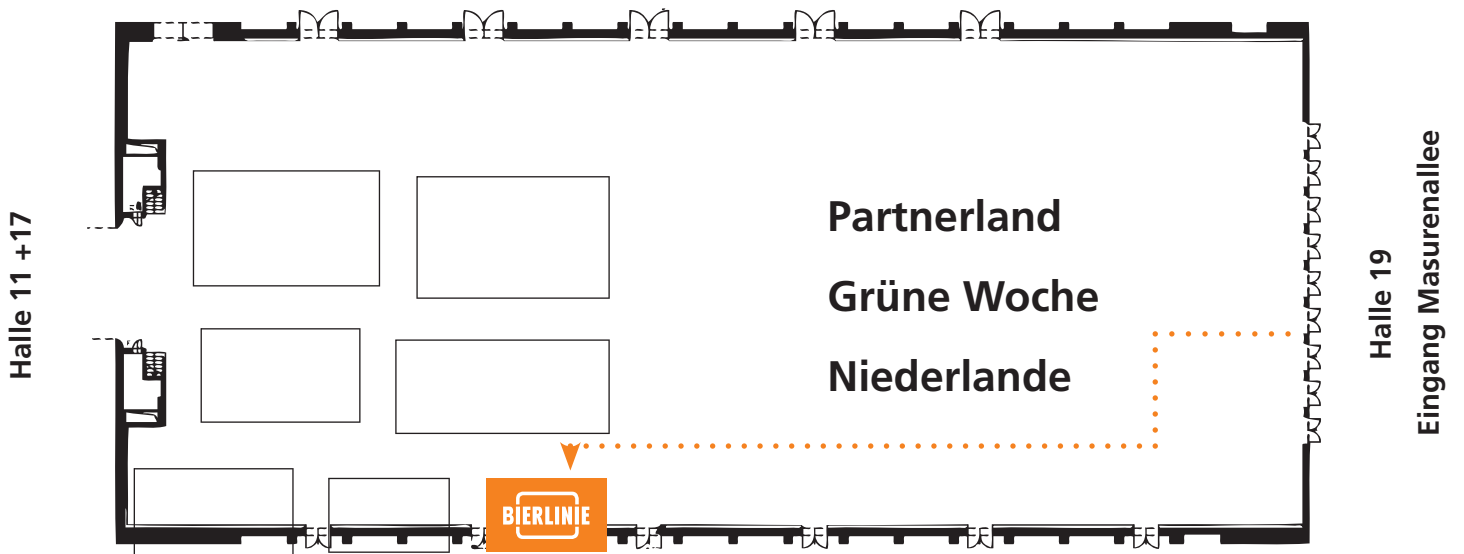 Halle 11 +17
Partnerland
Grüne Woche
Niederlande
Halle 19
Eingang Masurenallee
BIERLINIE